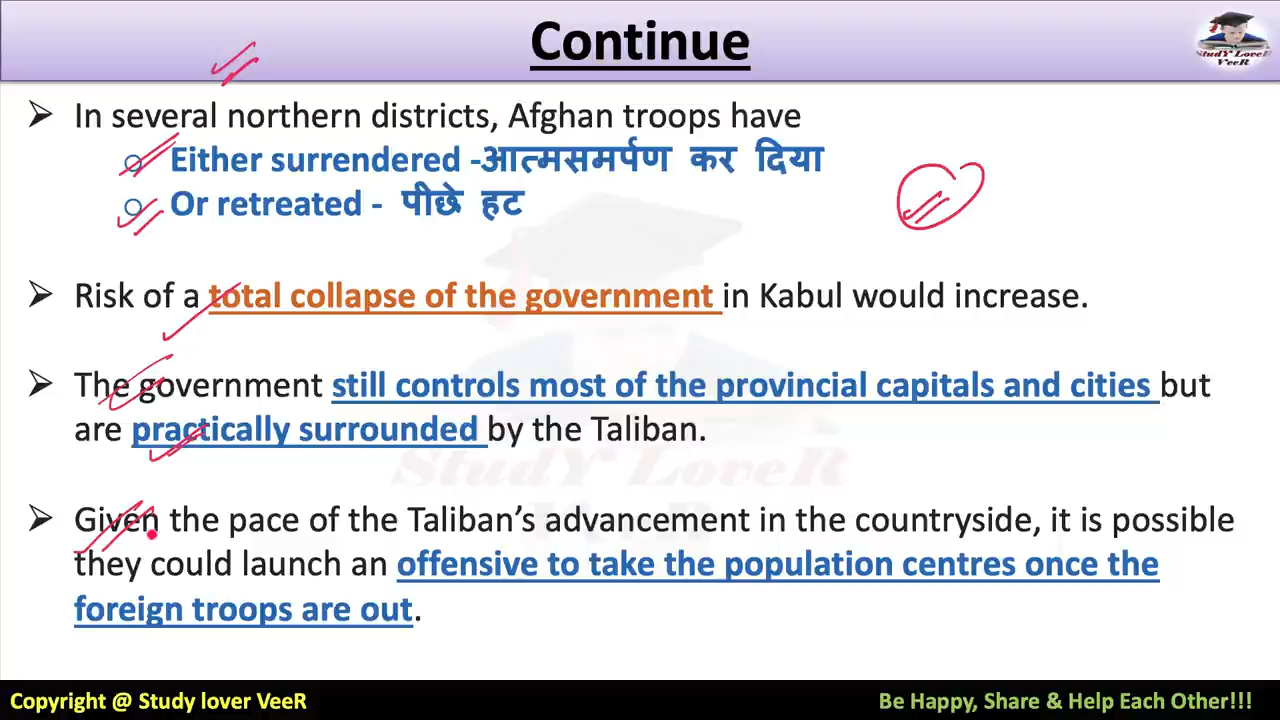 Continue
StudY LoveR
VeeR
➢ In several northern districts, Afghan troops have
o Either surrendered -आत्मसमर्पण कर दिया
o Or retreated - पीछे हट
➢ Risk of a total collapse of the government in Kabul would increase.
➢ The government still controls most of the provincial capitals and cities but
are practically surrounded by the Taliban.
StudY LoveR
VeeR
➢ Given the pace of the Taliban’s advancement in the countryside, it is possible
they could launch an offensive to take the population centres once the
foreign troops are out.
Copyright @ Study lover VeeR
Be Happy, Share & Help Each Other!!!